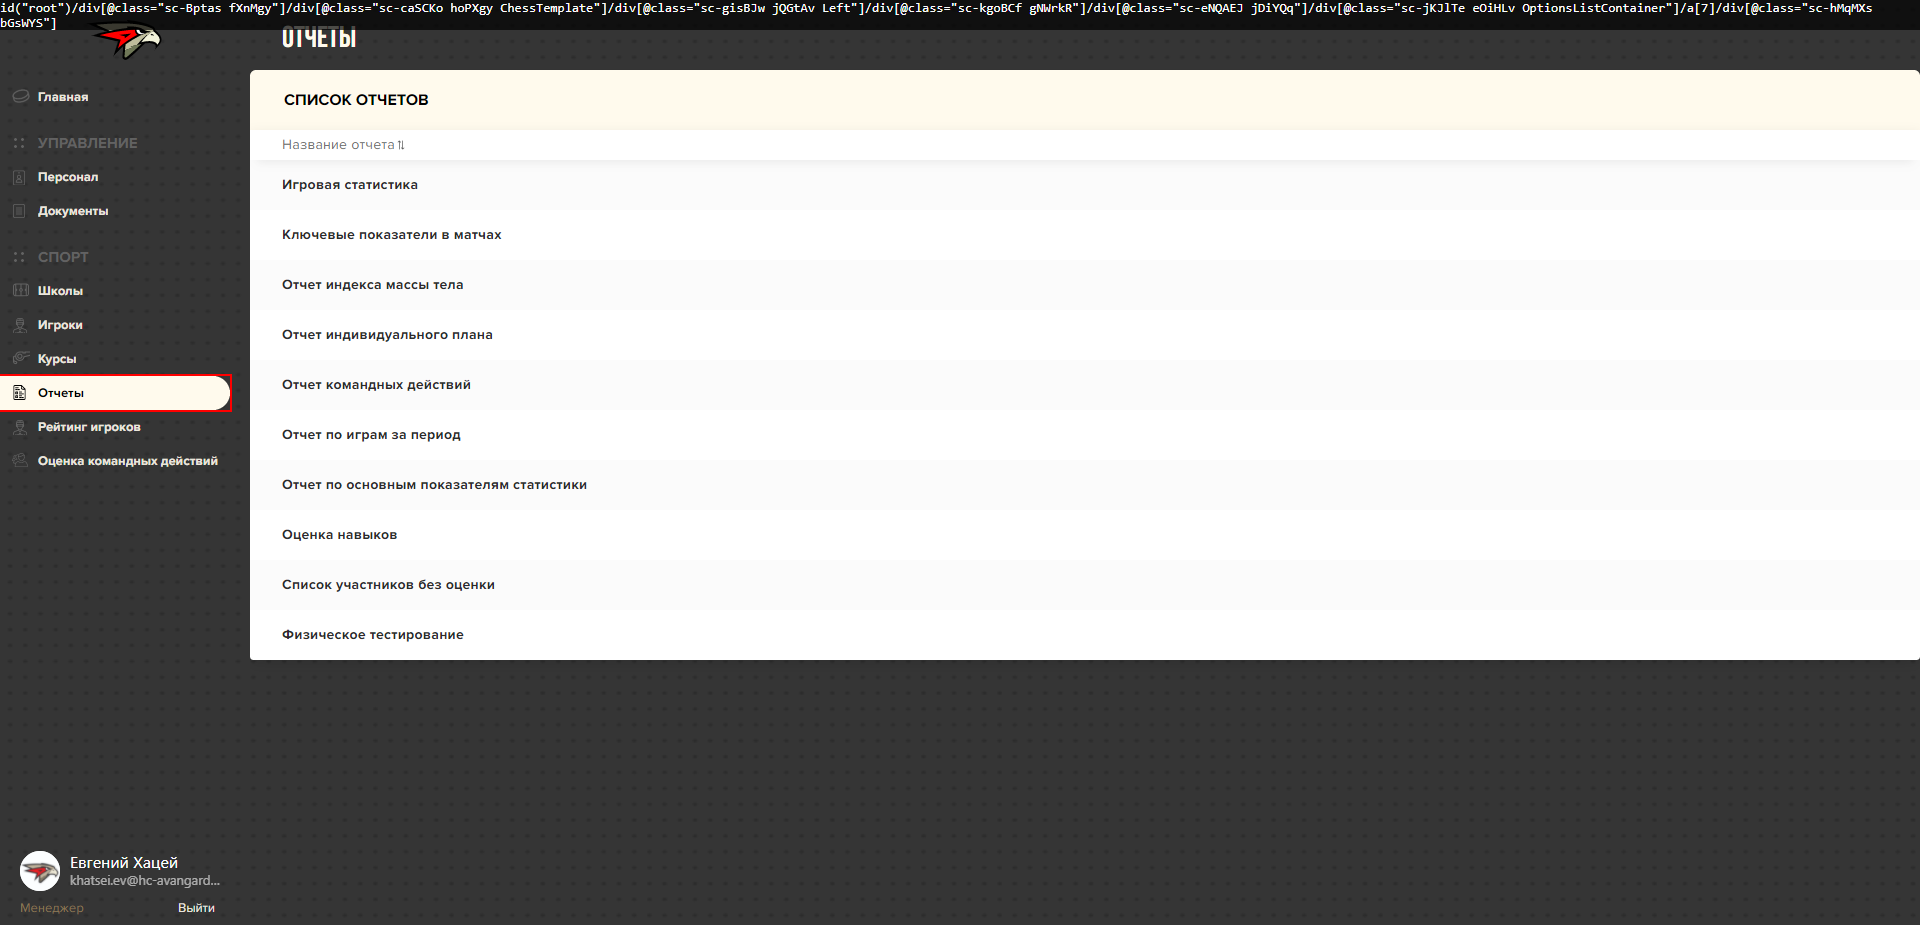 id("root")/div[@class="sc-Bptas fXnMgy"]/div[@class="sc-caSCKo hoPXgy ChessTemplate"]/div[@class="sc-gisBJw jQGtAv Left"]/div[@class="sc-kgoBCf gNWrkR"]/div[@class="sc-eNQAEJ jDiYQq"]/div[@class="sc-jKJlTe eOiHLv OptionsListContainer"]/a[7]/div[@class="sc-hMqMXs
bGsWYS"]
ОТЧЕТЫ
Главная
УПРАВЛЕНИЕ
Персонал
Документы
СПОРТ
Школы
Игроки
Курсы
Отчеты
Рейтинг игроков
Оценка командных действий
СПИСОК ОТЧЕТОВ
Название отчета
Игровая статистика
Ключевые показатели в матчах
Отчет индекса массы тела
Отчет индивидуального плана
Отчет командных действий
Отчет по играм за период
Отчет по основным показателям статистики
Оценка навыков
Список участников без оценки
Физическое тестирование
Евгений Хацей
khatsei.ev@hc-avangard...
Менеджер
Выйти